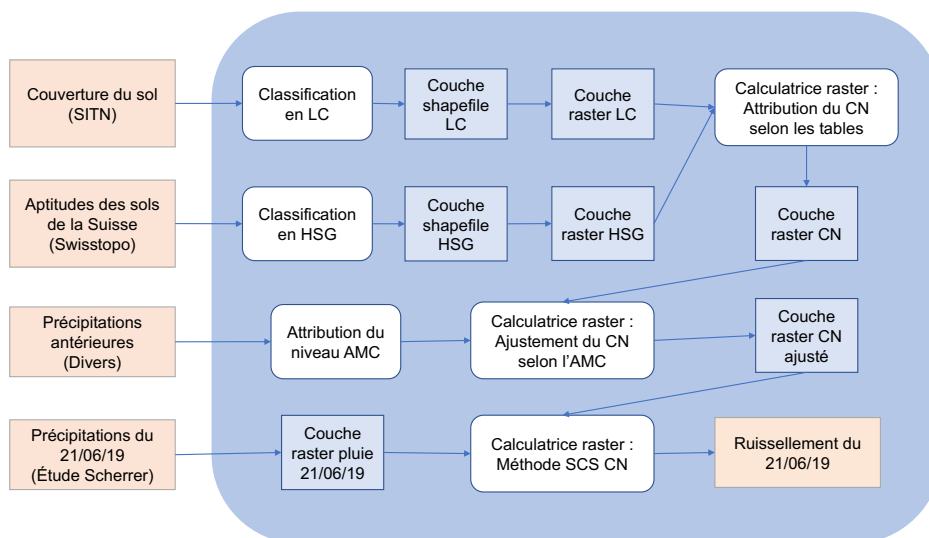 Couverture du sol
(SITN)
Classification
en LC
Couche
shapefile
LC
Couche
raster LC
Calculatrice raster :
Attribution du CN
selon les tables
Aptitudes des sols
de la Suisse
(Swisstopo)
Classification
en HSG
Couche
shapefile
HSG
Couche
raster HSG
Couche
raster CN
Précipitations
antérieures
(Divers)
Attribution du
niveau AMC
Calculatrice raster :
Ajustement du CN
selon l'AMC
Couche
raster CN
ajusté
Précipitations du
21/06/19
(Étude Scherrer)
Couche
raster pluie
21/06/19
Calculatrice raster :
Méthode SCS CN
Ruissellement du
21/06/19